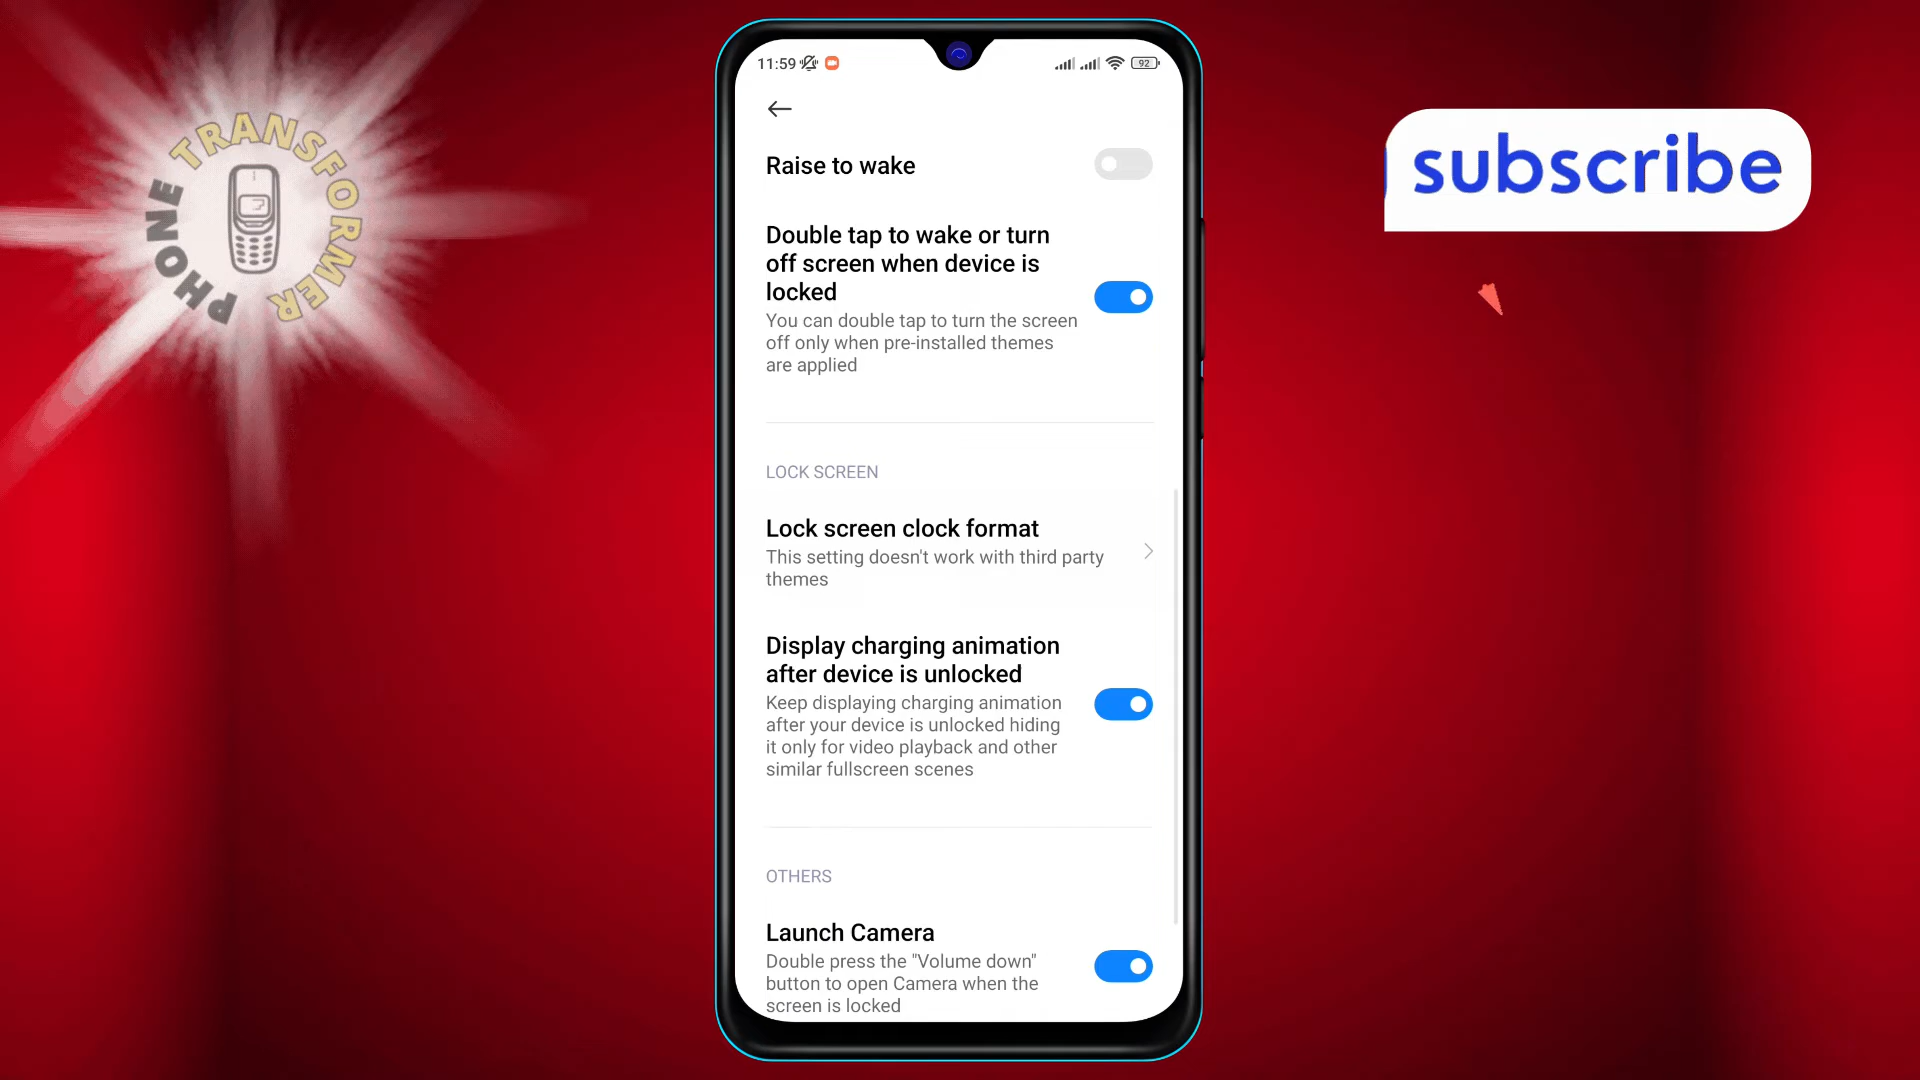 PHONE TRANSFORMER
11:59
92
subscribe
Raise to wake
Double tap to wake or turn
off screen when device is
locked
You can double tap to turn the screen
off only when pre-installed themes
are applied
LOCK SCREEN
Lock screen clock format
This setting doesn't work with third party
themes
Display charging animation
after device is unlocked
Keep displaying charging animation
after your device is unlocked hiding
it only for video playback and other
similar fullscreen scenes
OTHERS
Launch Camera
Double press the "Volume down"
button to open Camera when the
screen is locked